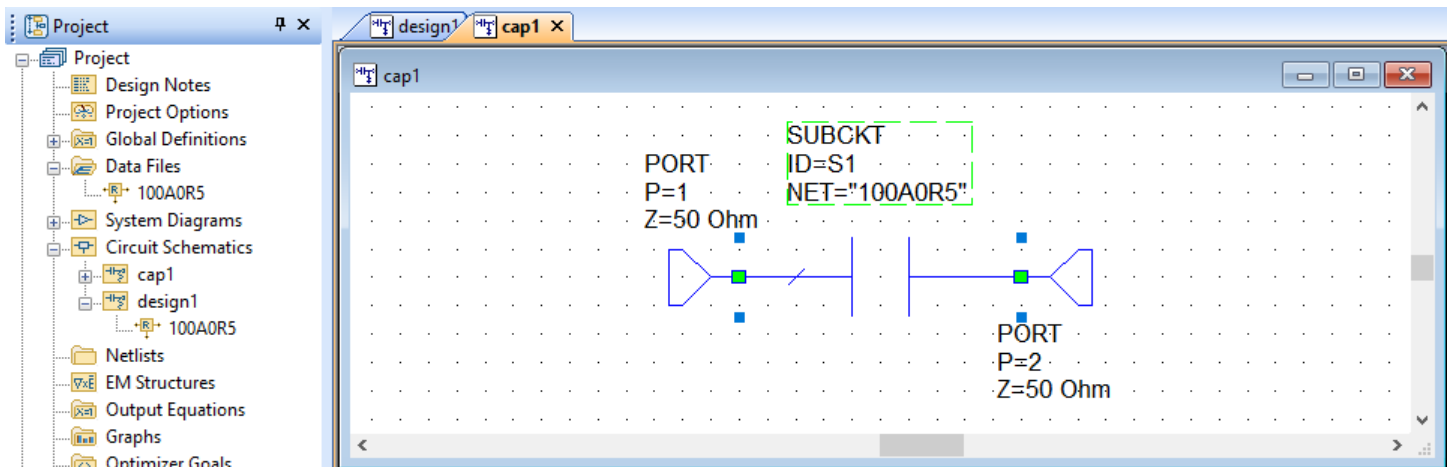 Project
design1
cap1
Project
Design Notes
Project Options
Global Definitions
Data Files
100A0R5
System Diagrams
Circuit Schematics
cap1
design1
100A0R5
Netlists
EM Structures
Output Equations
Graphs
Optimizer Goals
cap1
SUBCKT
ID=S1
NET="100A0R5"
PORT
P=1
Z=50 Ohm
PORT
P=2
Z=50 Ohm